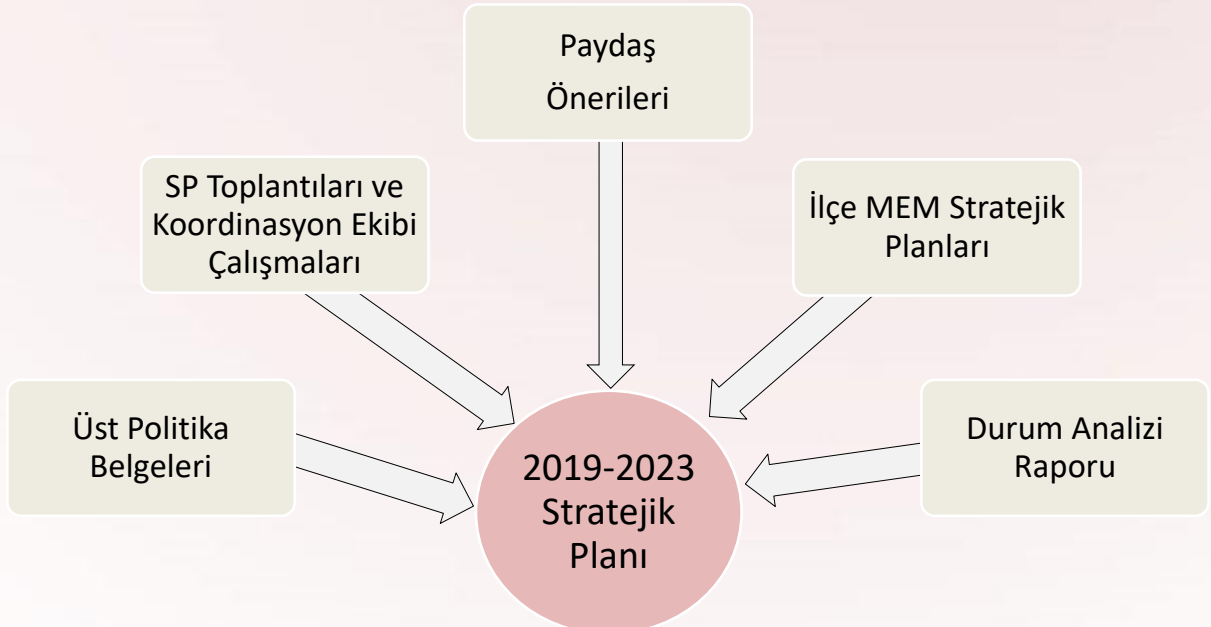 Paydaş
Önerileri
SP Toplantıları ve
Koordinasyon Ekibi
Çalışmaları
İlçe MEM Stratejik
Planları
Üst Politika
Belgeleri
Durum Analizi
Raporu
2019-2023
Stratejik
Planı